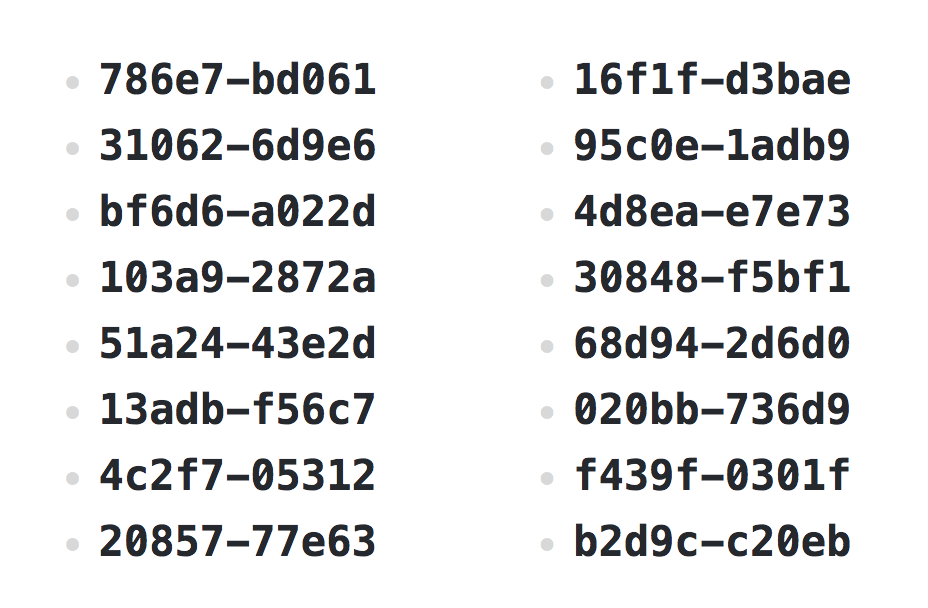 786e7-bd061
31062-6d9e6
bf6d6-a022d
103a9-2872a
51a24-43e2d
13adb-f56c7
4c2f7-05312
20857-77e63
16f1f-d3bae
95c0e-1adb9
4d8ea-e7e73
30848-f5bf1
68d94-2d6d0
020bb-736d9
f439f-0301f
b2d9c-c20eb